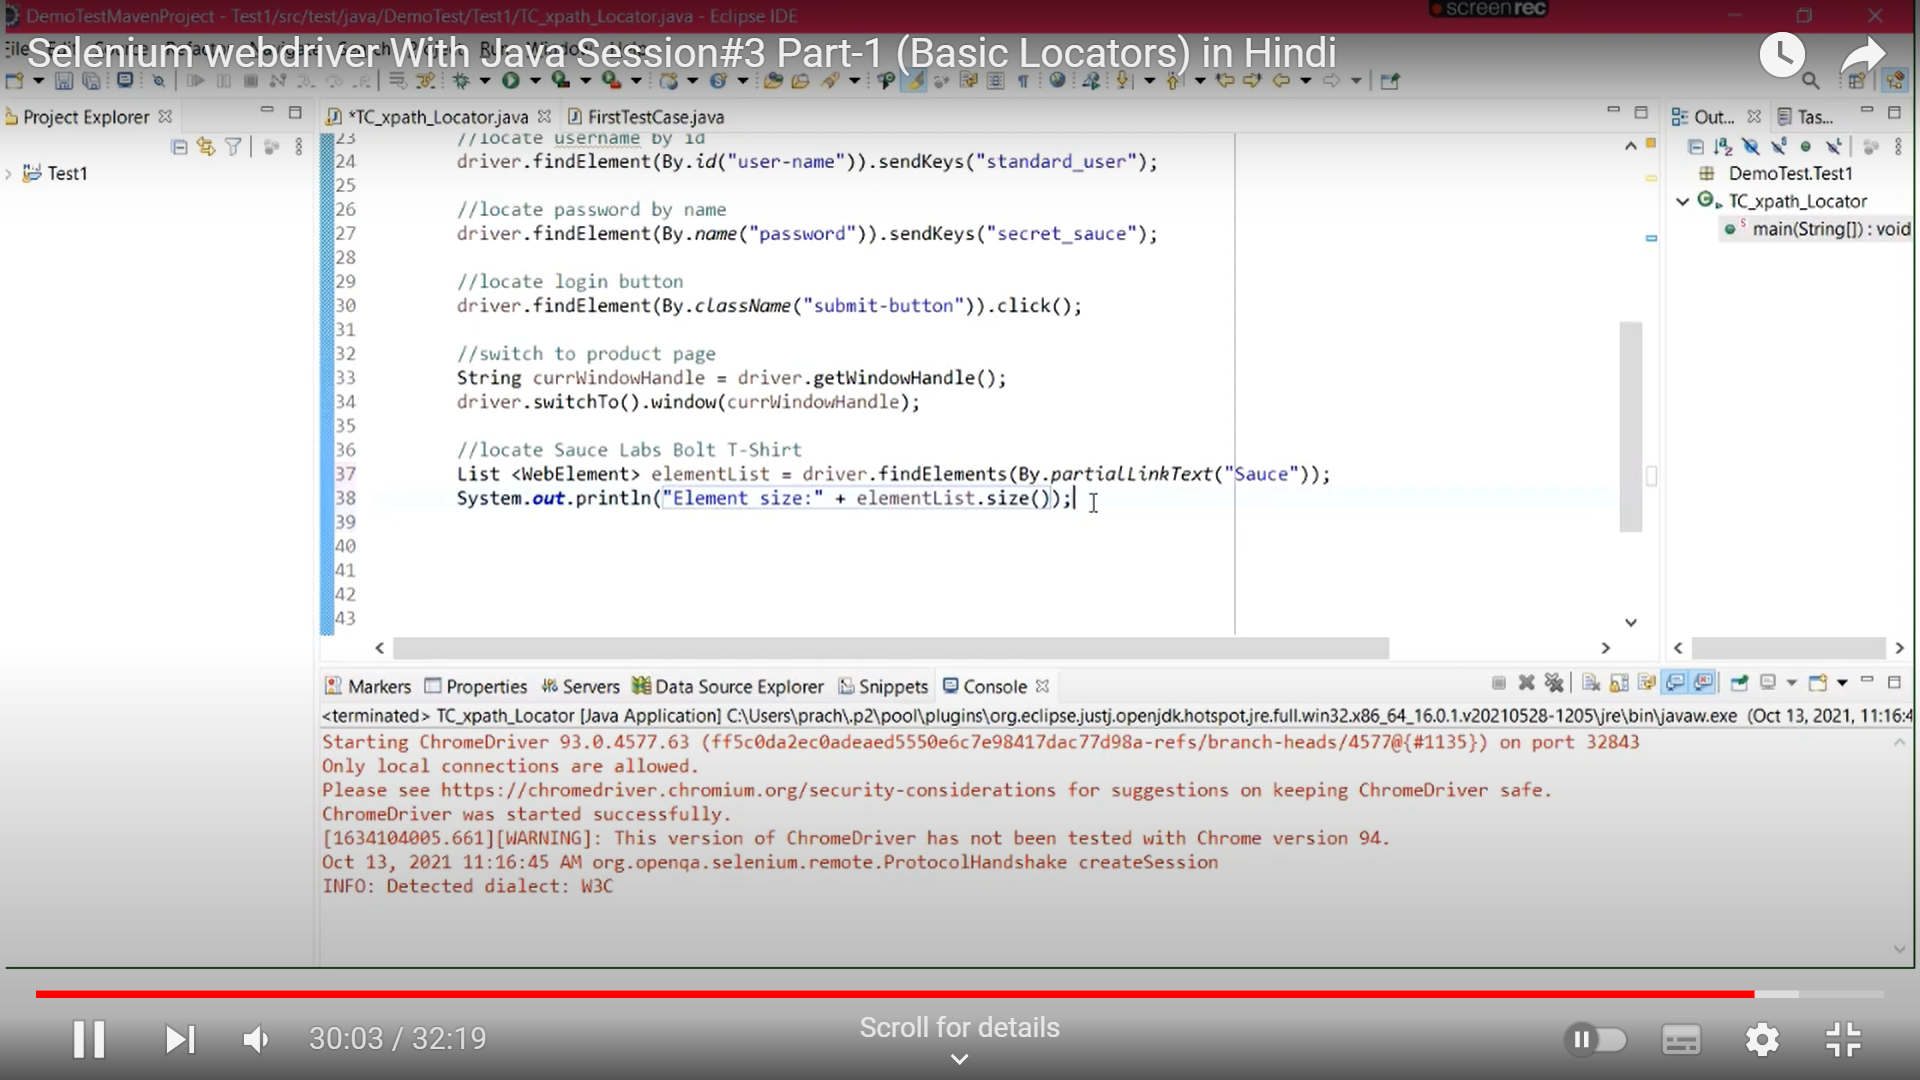 DemoTestMavenProject - Test1/src/test/java/DemoTest/Test1/TC_xpath_Locator.java - Eclipse IDE
screen rec
Selenium webdriver With Java Session#3 Part-1 (Basic Locators) in Hindi
Project Explorer
*TC_xpath_Locator.java
FirstTestCase.java
Out...
Tas...
Test1
DemoTest.Test1
TC_xpath_Locator
main(String[]) : void
23 //locate username by id
24 driver.findElement(By.id("user-name")).sendKeys("standard_user");
25
26 //locate password by name
27 driver.findElement(By.name("password")).sendKeys("secret_sauce");
28
29 //locate login button
30 driver.findElement(By.className("submit-button")).click();
31
32 //switch to product page
33 String currWindowHandle = driver.getWindowHandle();
34 driver.switchTo().window(currWindowHandle);
35
36 //locate Sauce Labs Bolt T-Shirt
37 List <WebElement> elementList = driver.findElements(By.partialLinkText("Sauce"));
38 System.out.println("Element size:" + elementList.size());
39
40
41
42
43
Markers Properties Servers Data Source Explorer Snippets Console
<terminated> TC_xpath_Locator [Java Application] C:\Users\prach\.p2\pool\plugins\org.eclipse.justj.openjdk.hotspot.jre.full.win32.x86_64_16.0.1.v20210528-1205\jre\bin\javaw.exe (Oct 13, 2021, 11:16:4
Starting ChromeDriver 93.0.4577.63 (ff5c0da2ec0adeaed5550e6c7e98417dac77d98a-refs/branch-heads/4577@{#1135}) on port 32843
Only local connections are allowed.
Please see https://chromedriver.chromium.org/security-considerations for suggestions on keeping ChromeDriver safe.
ChromeDriver was started successfully.
[1634104005.661][WARNING]: This version of ChromeDriver has not been tested with Chrome version 94.
Oct 13, 2021 11:16:45 AM org.openqa.selenium.remote.ProtocolHandshake createSession
INFO: Detected dialect: W3C
30:03 / 32:19
Scroll for details